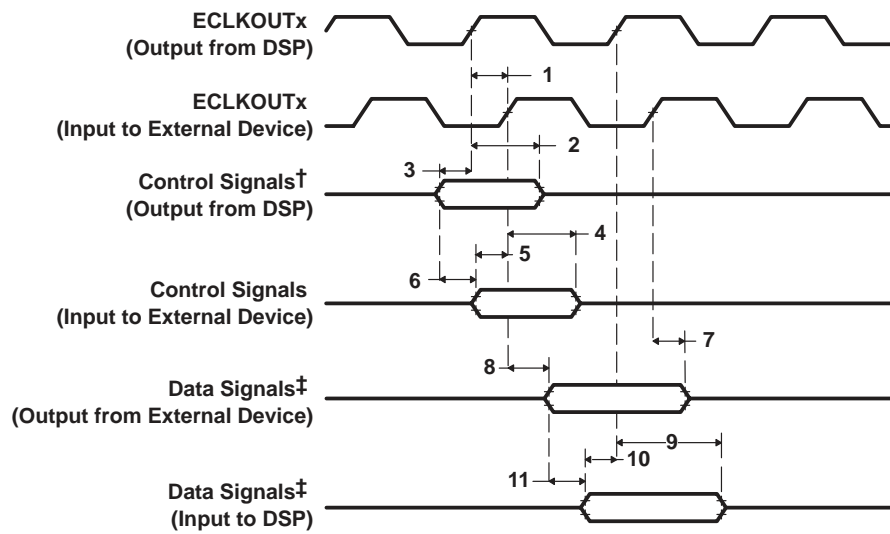 ECLKOUTx
(Output from DSP)
1
ECLKOUTx
(Input to External Device)
2
3
Control Signals†
(Output from DSP)
4
5
6
Control Signals
(Input to External Device)
7
8
Data Signals‡
(Output from External Device)
9
10
11
Data Signals‡
(Input to DSP)